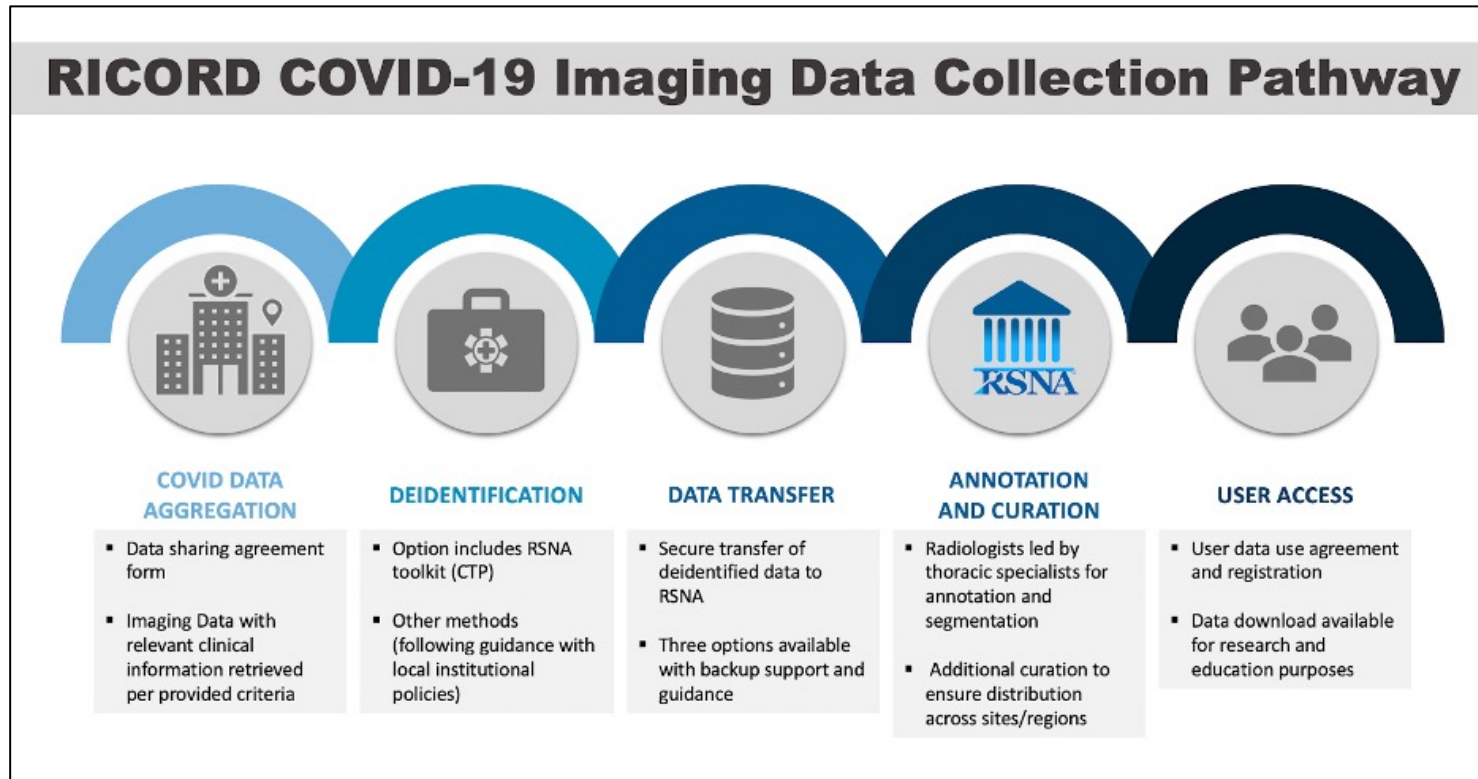 RICORD COVID-19 Imaging Data Collection Pathway
RSNA
COVID DATA
AGGREGATION
▪ Data sharing agreement
form
▪ Imaging Data with
relevant clinical
information retrieved
per provided criteria
DEIDENTIFICATION
▪ Option includes RSNA
toolkit (CTP)
▪ Other methods
(following guidance with
local institutional
policies)
DATA TRANSFER
▪ Secure transfer of
deidentified data to
RSNA
▪ Three options available
with backup support and
guidance
ANNOTATION
AND CURATION
▪ Radiologists led by
thoracic specialists for
annotation and
segmentation
▪ Additional curation to
ensure distribution
across sites/regions
USER ACCESS
▪ User data use agreement
and registration
▪ Data download available
for research and
education purposes